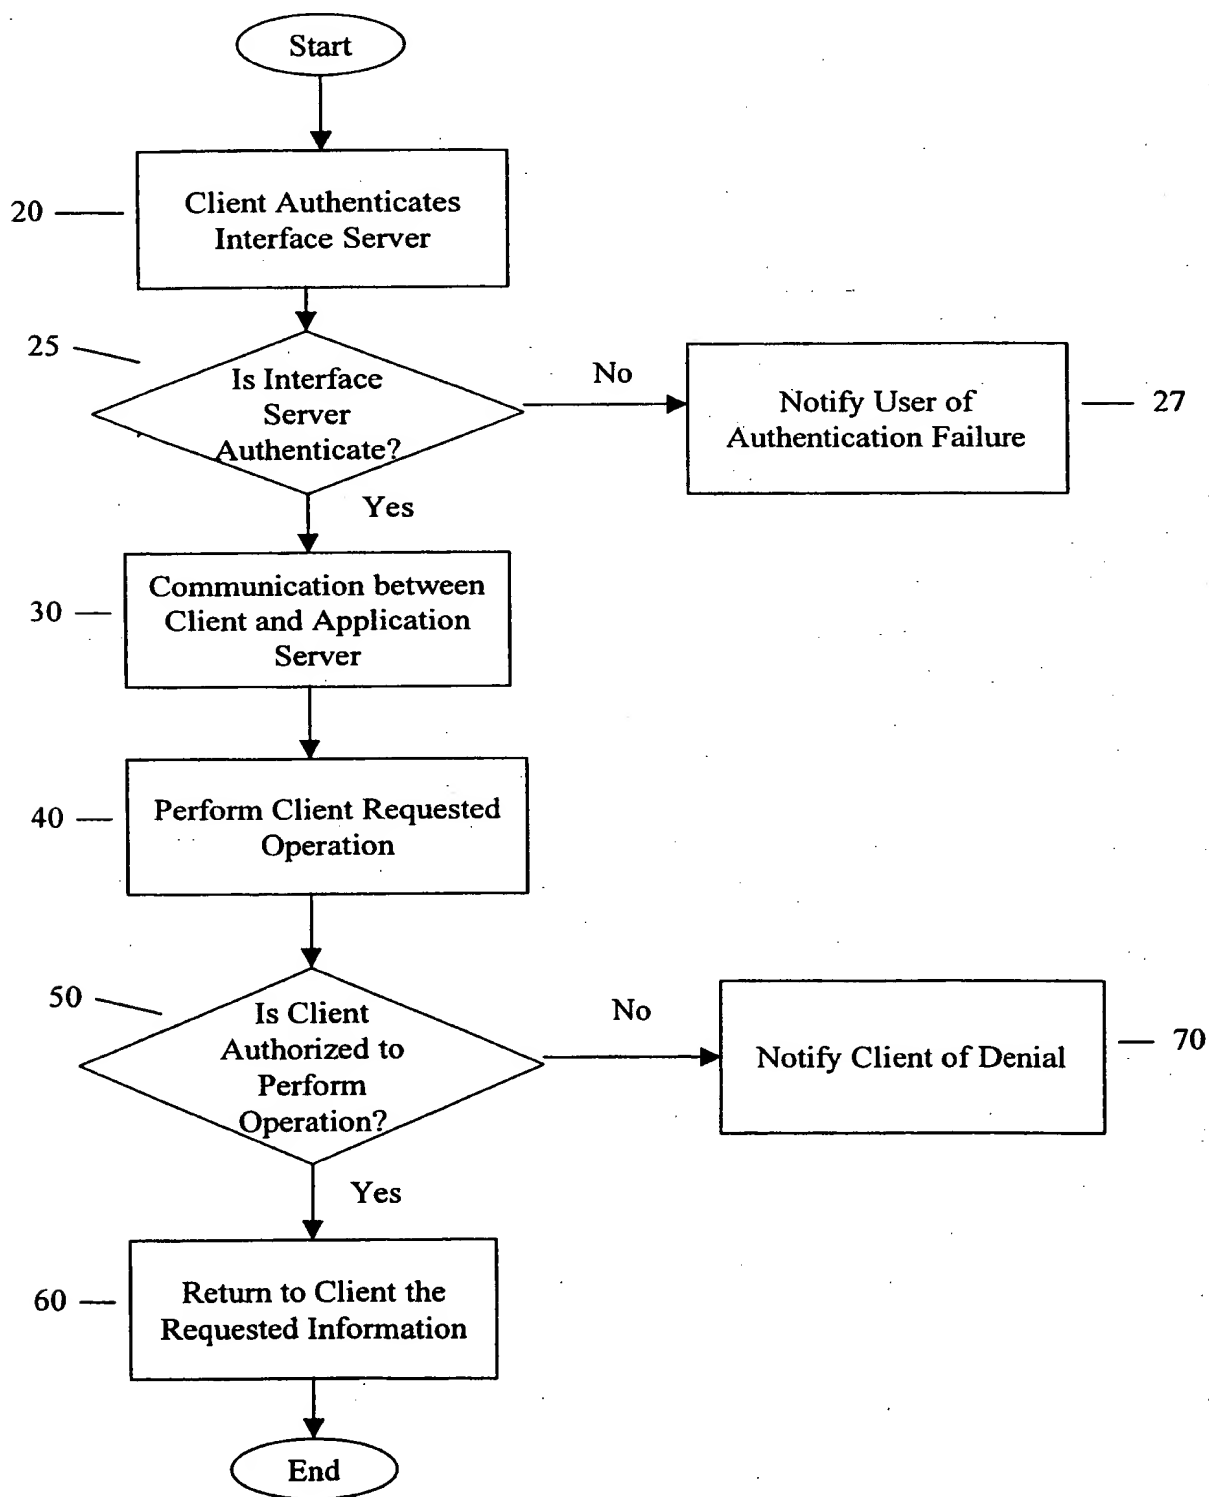 Start
20
Client Authenticates
Interface Server
25
Is Interface
Server
Authenticate?
No
Notify User of
Authentication Failure
27
Yes
30
Communication between
Client and Application
Server
40
Perform Client Requested
Operation
50
Is Client
Authorized to
Perform
Operation?
No
Notify Client of Denial
70
Yes
60
Return to Client the
Requested Information
End